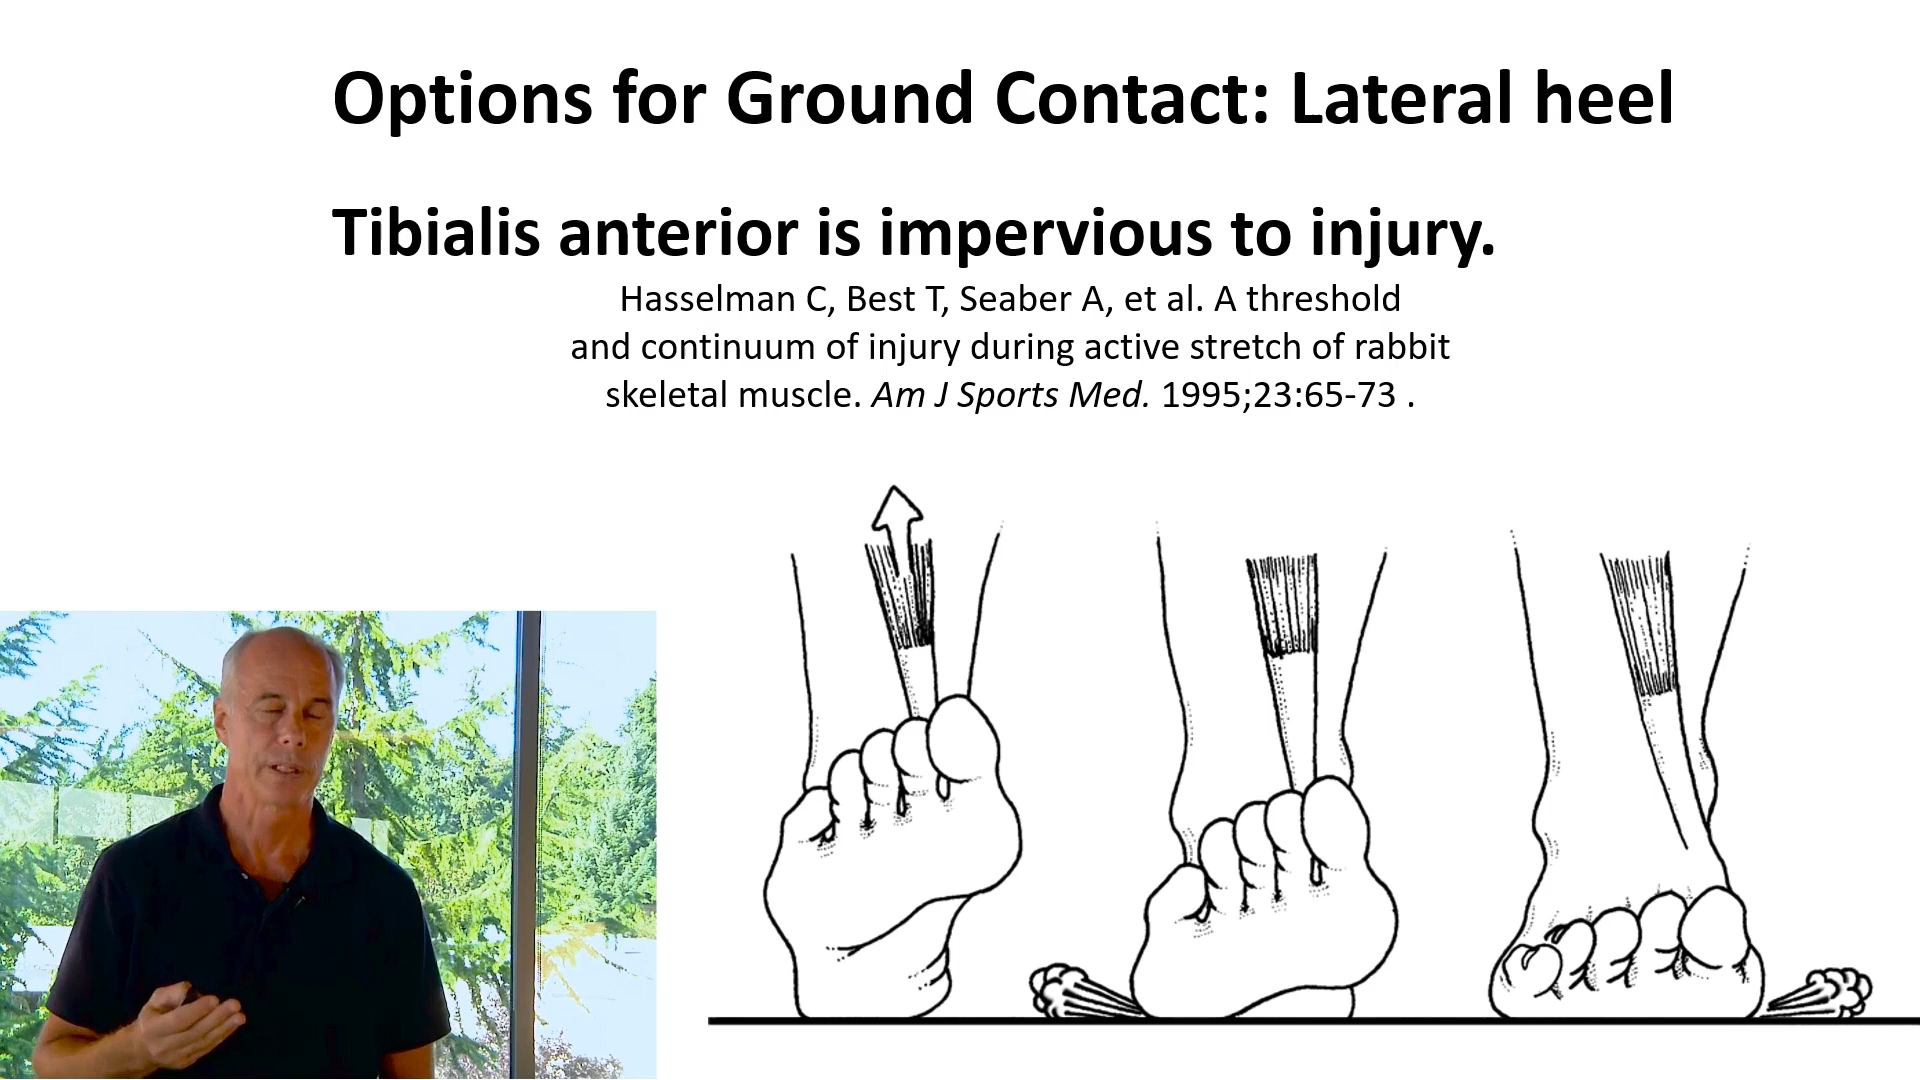 Options for Ground Contact: Lateral heel
Tibialis anterior is impervious to injury.
Hasselman C, Best T, Seaber A, et al. A threshold
and continuum of injury during active stretch of rabbit
skeletal muscle. Am J Sports Med. 1995;23:65-73 .